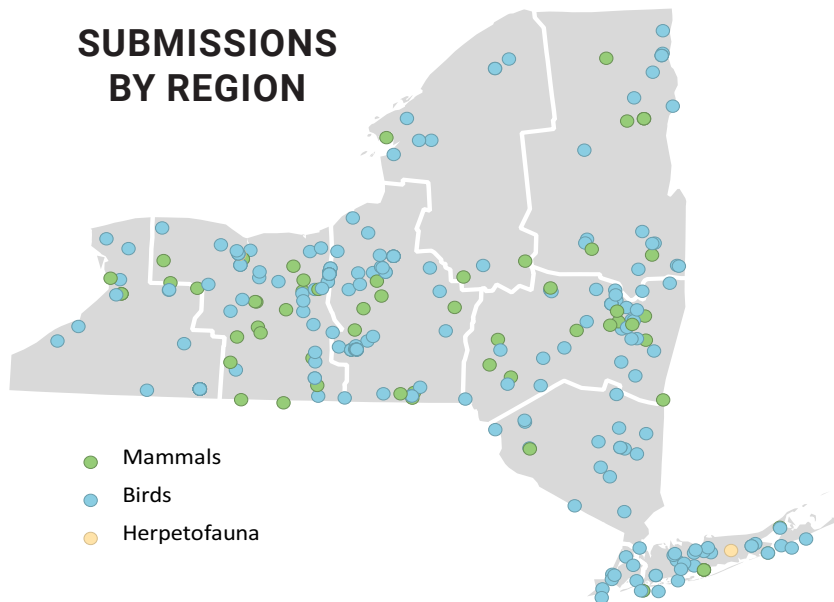 SUBMISSIONS
BY REGION
Mammals
Birds
Herpetofauna